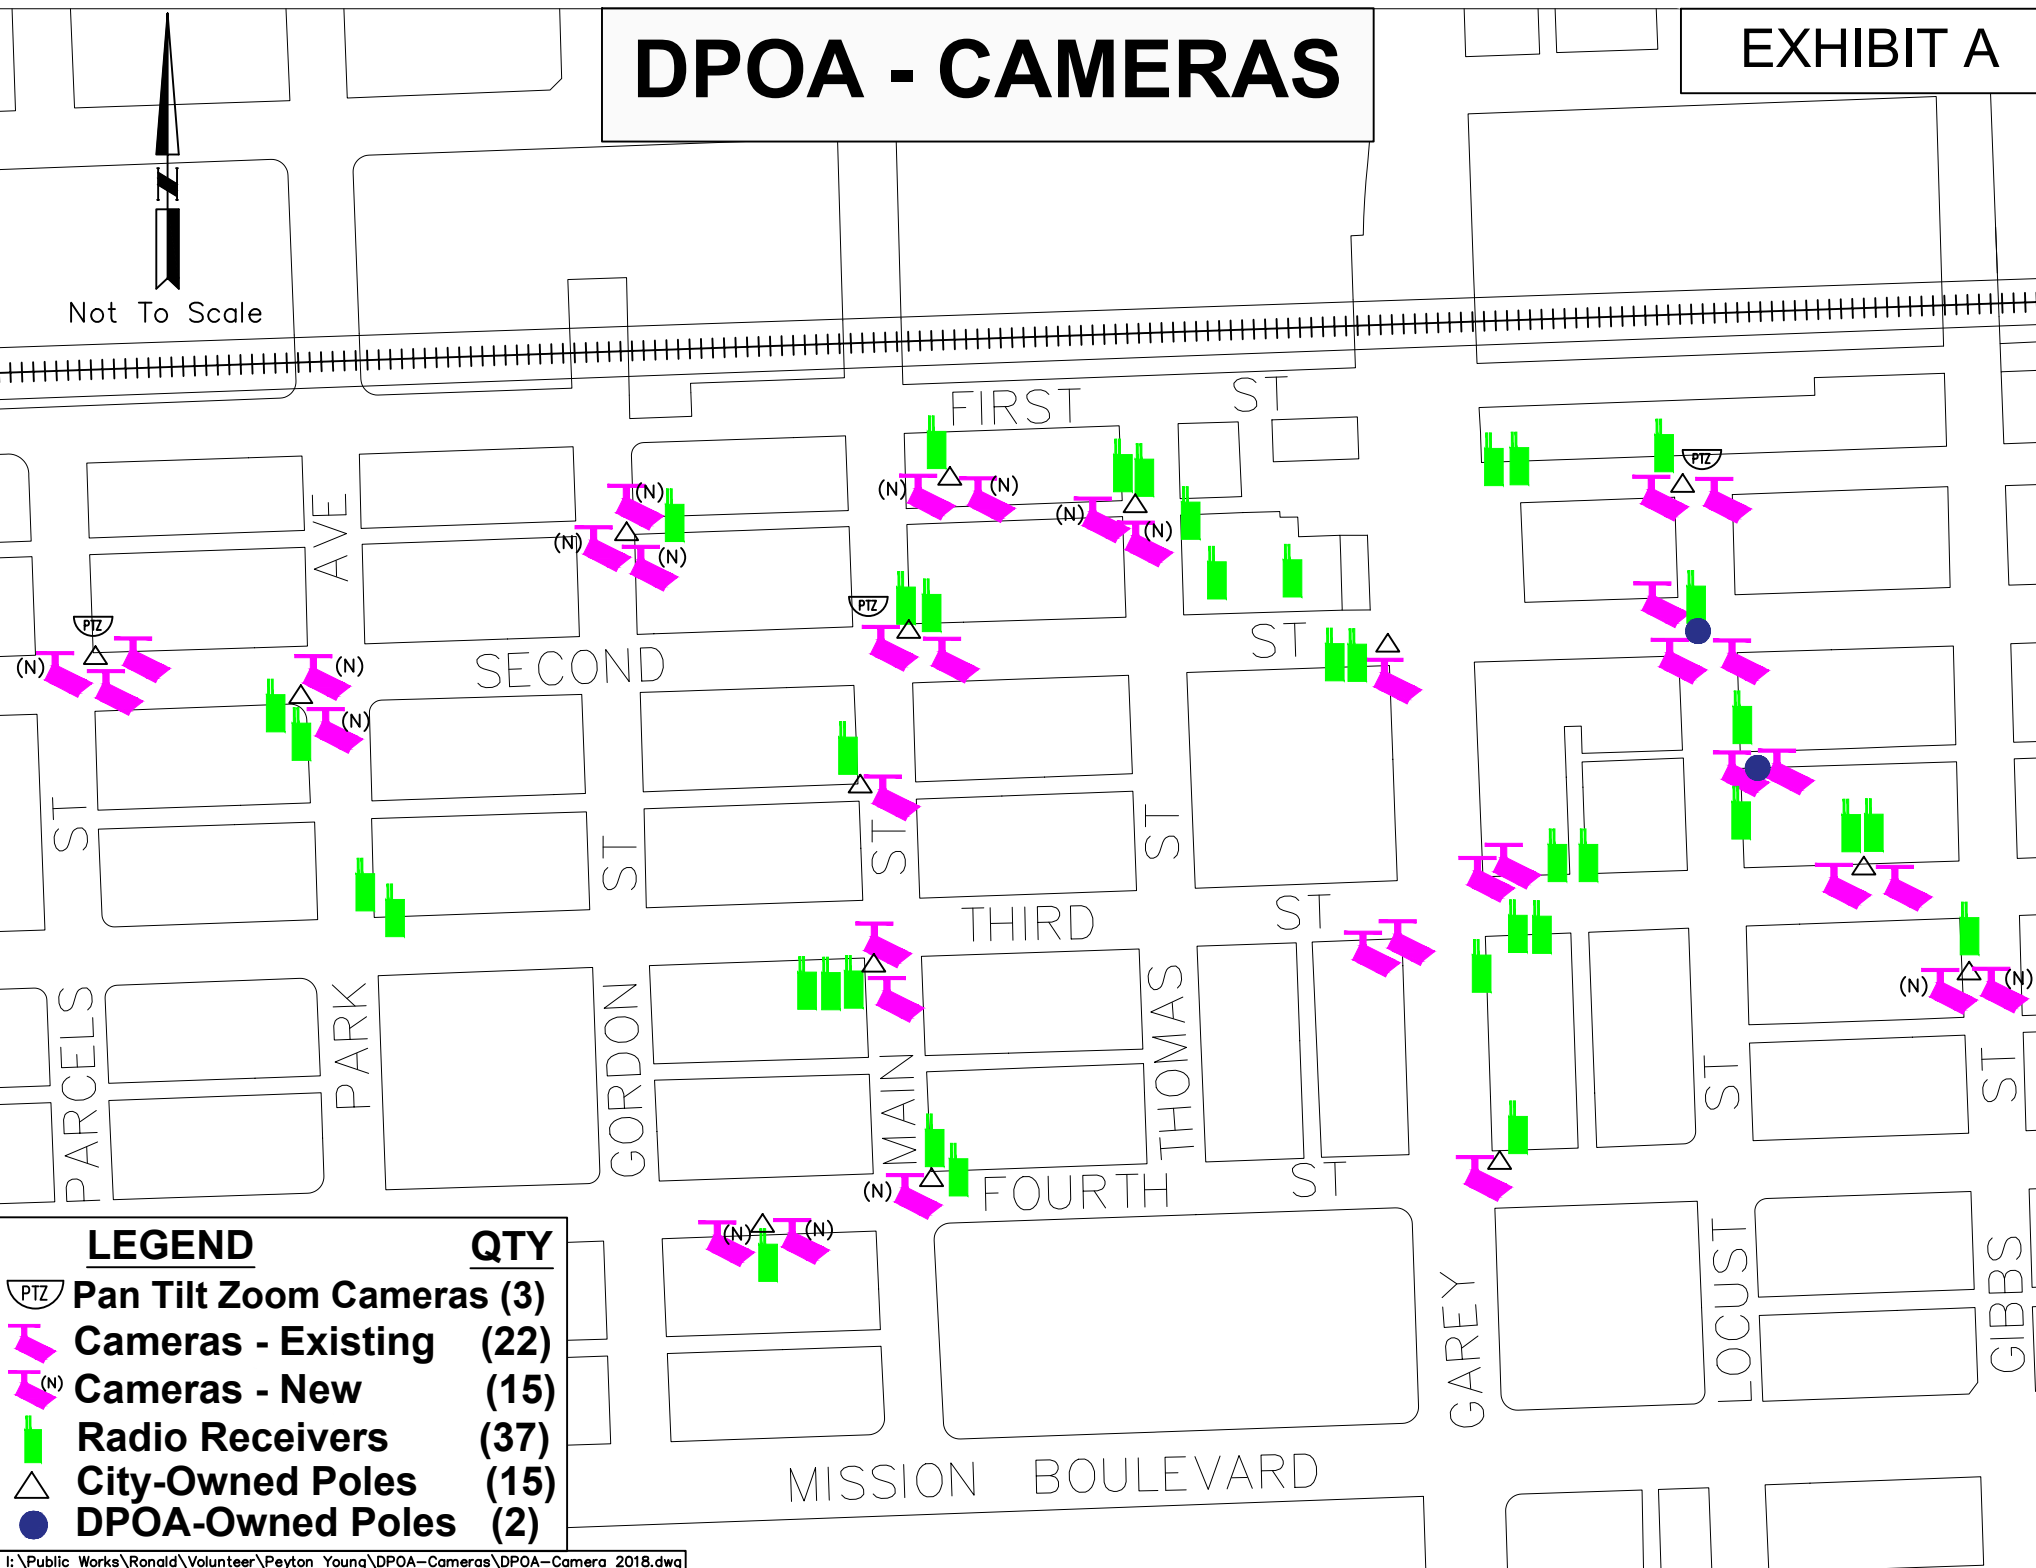 DPOA - CAMERAS
EXHIBIT A
N
Not To Scale
FIRST ST
(N)
(N)
(N)
(N)
(N)
(N)
(N)
PTZ
AVE
PTZ
PTZ
(N)
(N)
(N)
SECOND ST
ST
ST
ST
ST
THIRD ST
(N)
(N)
PARCELS
PARK
GORDON
MAIN
THOMAS
ST
ST
(N)
FOURTH ST
(N)
(N)
GAREY
LOCUST
GIBBS
MISSION BOULEVARD
LEGEND QTY
PTZ Pan Tilt Zoom Cameras (3)
Cameras - Existing (22)
(N) Cameras - New (15)
Radio Receivers (37)
City-Owned Poles (15)
DPOA-Owned Poles (2)
I:\Public Works\Ronald\Volunteer\Peyton Young\DPOA-Cameras\DPOA-Camera 2018.dwg